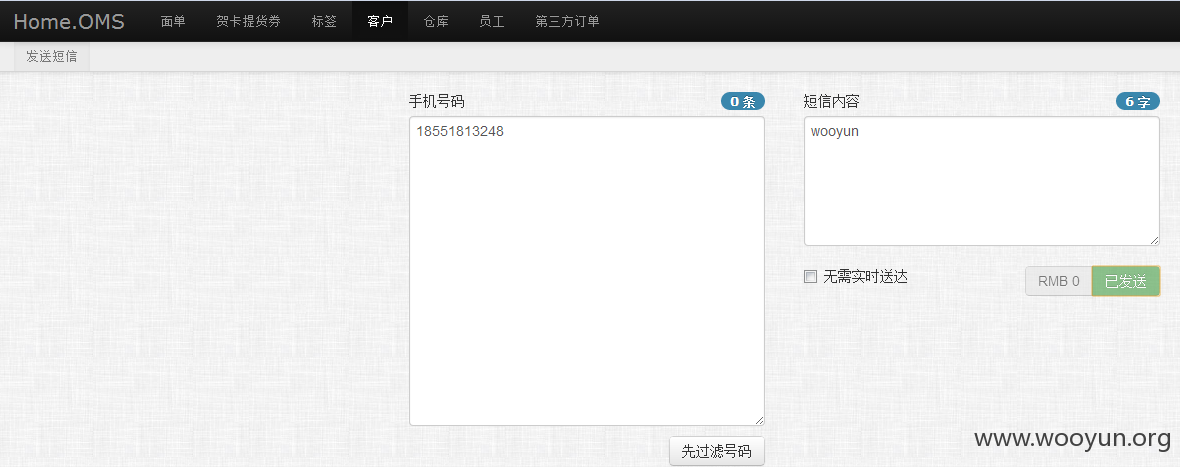 Home.OMS 面单 贺卡提货券 标签 客户 仓库 员工 第三方订单
发送短信
手机号码 0 条 短信内容 6 字
18551813248 wooyun
无需实时送达 RMB 0 已发送
www.wooyun.org
先过滤号码